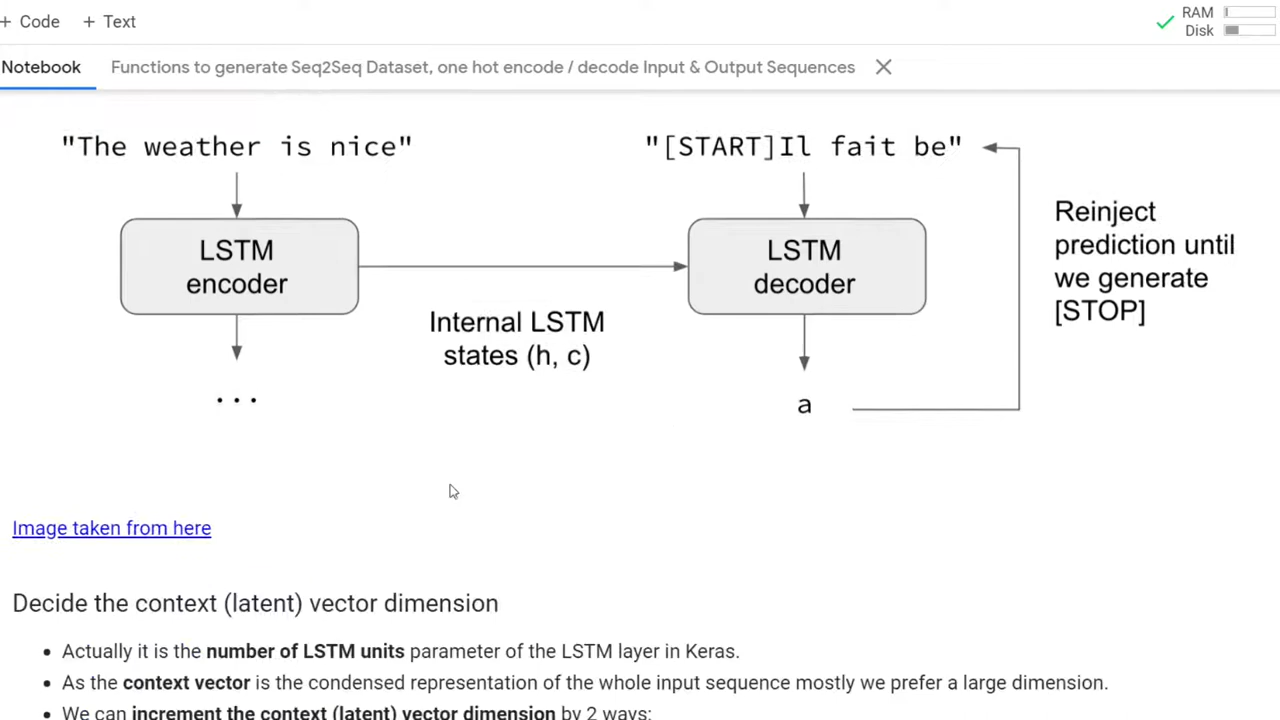 + Code + Text
RAM
Disk
Notebook
Functions to generate Seq2Seq Dataset, one hot encode / decode Input & Output Sequences
"The weather is nice"
"[START]Il fait be"
LSTM
encoder
LSTM
decoder
Internal LSTM
states (h, c)
Reinject
prediction until
we generate
[STOP]
...
a
Image taken from here
Decide the context (latent) vector dimension
• Actually it is the number of LSTM units parameter of the LSTM layer in Keras.
• As the context vector is the condensed representation of the whole input sequence mostly we prefer a large dimension.
• We can increment the context (latent) vector dimension by 2 ways: